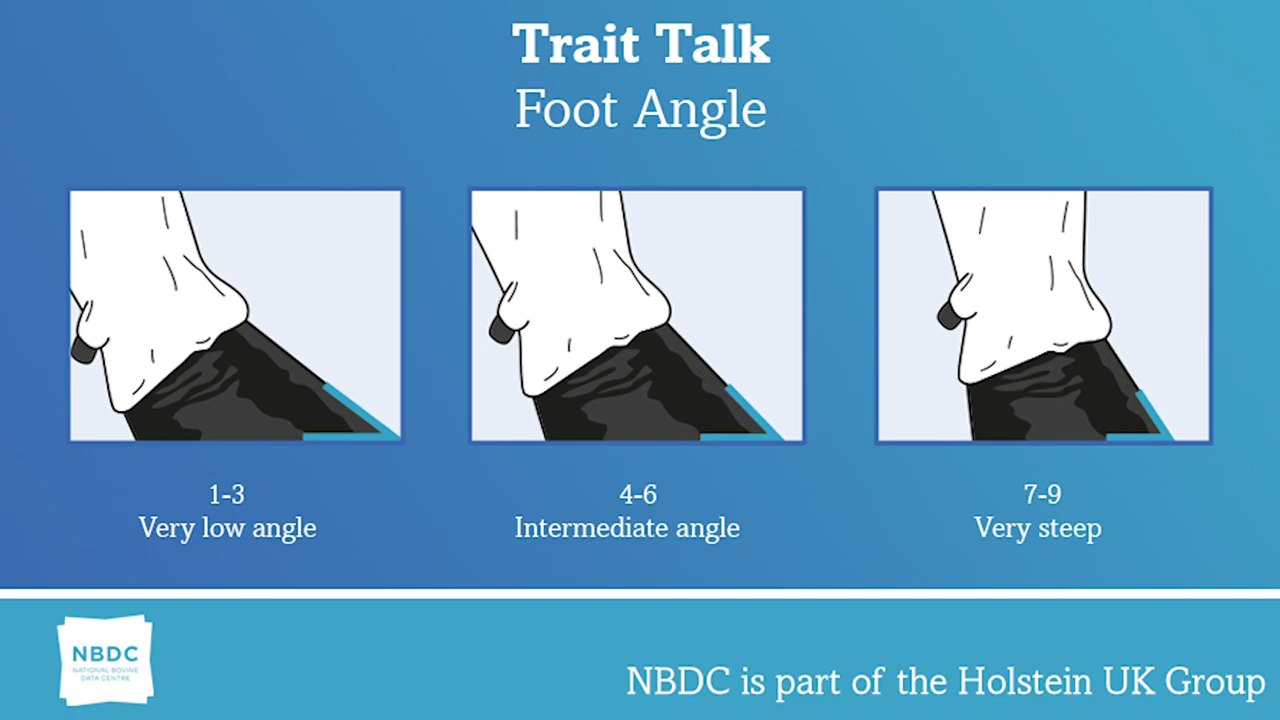 Trait Talk
Foot Angle
1-3
Very low angle
4-6
Intermediate angle
7-9
Very steep
NBDC
NATIONAL BOVINE
DATA CENTRE
NBDC is part of the Holstein UK Group